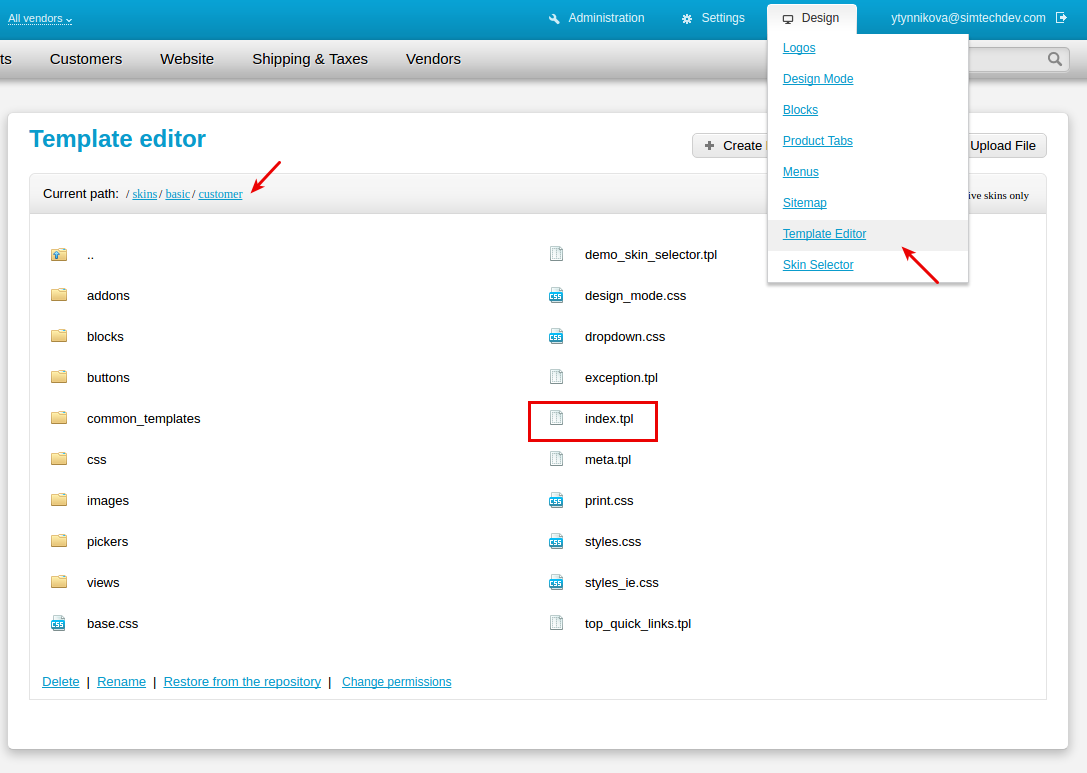 All vendors
Administration
Settings
Design
ytynnikova@simtechdev.com
ts
Customers
Website
Shipping & Taxes
Vendors
Logos
Design Mode
Blocks
Product Tabs
Menus
Sitemap
Template Editor
Skin Selector
Template editor
Create
Upload File
Current path: / skins / basic / customer
ive skins only
..
addons
blocks
buttons
common_templates
css
images
pickers
views
base.css
demo_skin_selector.tpl
design_mode.css
dropdown.css
exception.tpl
index.tpl
meta.tpl
print.css
styles.css
styles_ie.css
top_quick_links.tpl
Delete | Rename | Restore from the repository | Change permissions